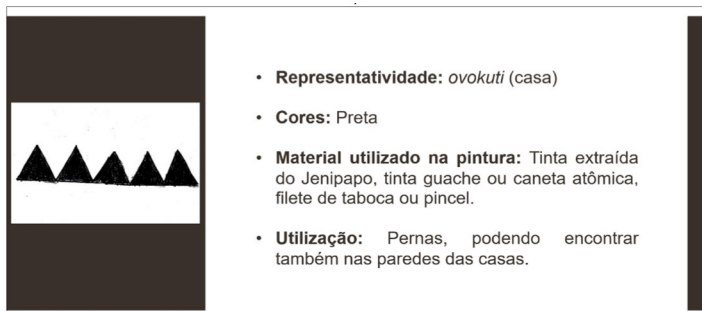 • Representatividade: ovokuti (casa)
• Cores: Preta
• Material utilizado na pintura: Tinta extraída
do Jenipapo, tinta guache ou caneta atômica,
filete de taboca ou pincel.
• Utilização: Pernas, podendo encontrar
também nas paredes das casas.